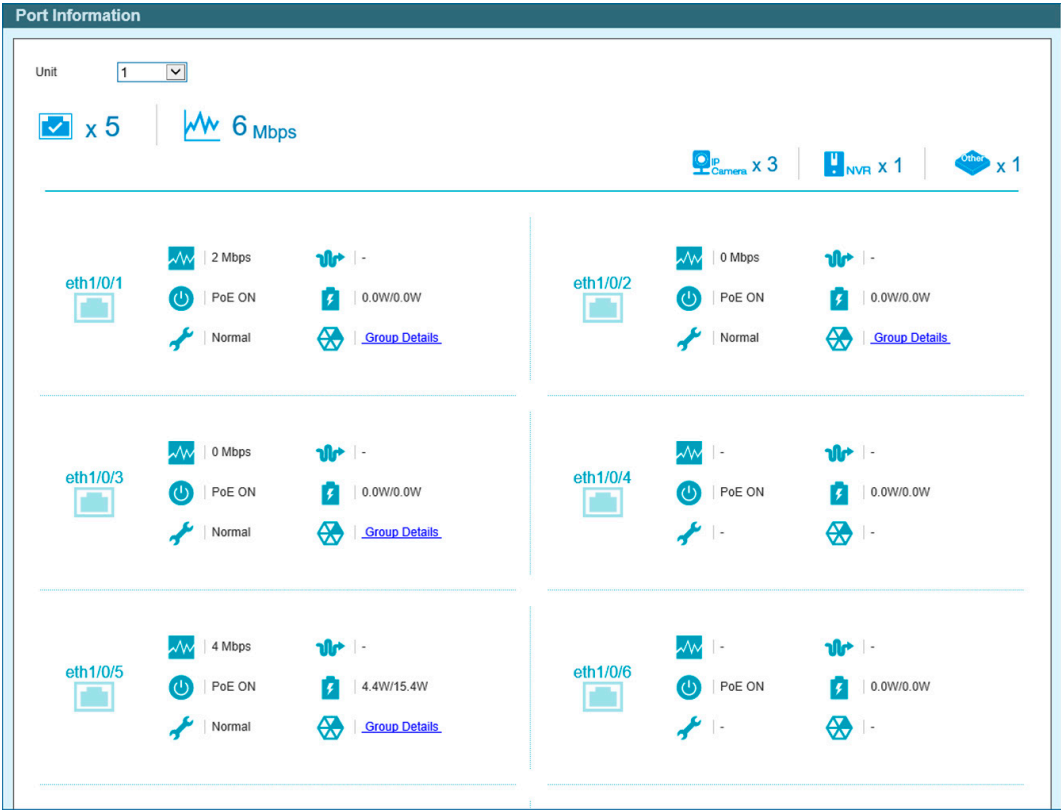 Port Information
Unit 1
x 5 6 Mbps
IP Camera x 3 NVR x 1 Other x 1
eth1/0/1
2 Mbps -
PoE ON 0.0W/0.0W
Normal Group Details
eth1/0/2
0 Mbps -
PoE ON 0.0W/0.0W
Normal Group Details
eth1/0/3
0 Mbps -
PoE ON 0.0W/0.0W
Normal Group Details
eth1/0/4
- -
PoE ON 0.0W/0.0W
- -
eth1/0/5
4 Mbps -
PoE ON 4.4W/15.4W
Normal Group Details
eth1/0/6
- -
PoE ON 0.0W/0.0W
- -